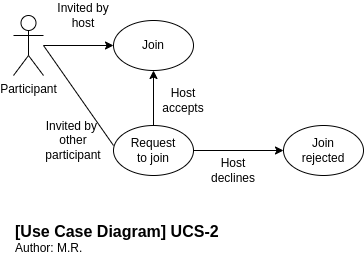 Invited by
host
Join
Participant
Host
accepts
Invited by
other
participant
Request
to join
Host
declines
Join
rejected
[Use Case Diagram] UCS-2
Author: M.R.